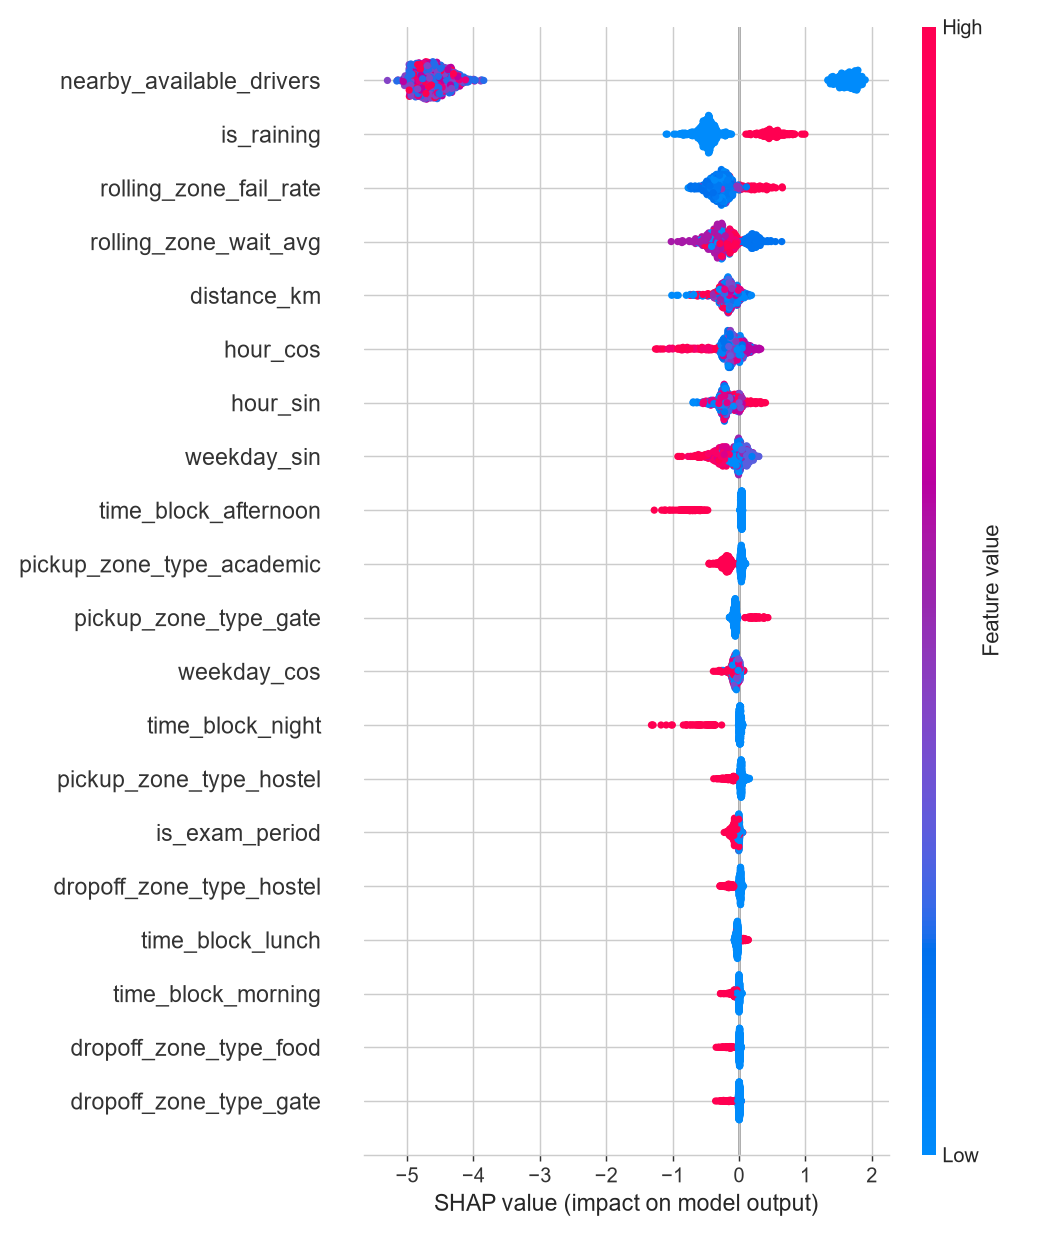 High
nearby_available_drivers
is_raining
rolling_zone_fail_rate
rolling_zone_wait_avg
distance_km
hour_cos
hour_sin
weekday_sin
time_block_afternoon
pickup_zone_type_academic
pickup_zone_type_gate
weekday_cos
time_block_night
pickup_zone_type_hostel
is_exam_period
dropoff_zone_type_hostel
time_block_lunch
time_block_morning
dropoff_zone_type_food
dropoff_zone_type_gate
Feature value
Low
−5 −4 −3 −2 −1 0 1 2
SHAP value (impact on model output)